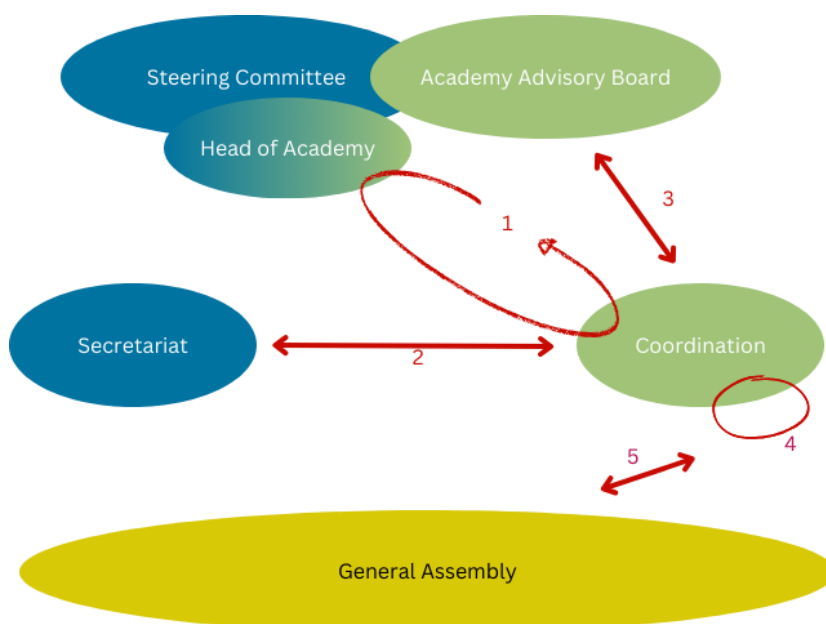 Steering Committee
Academy Advisory Board
Head of Academy
3
1
Secretariat
2
Coordination
4
5
General Assembly